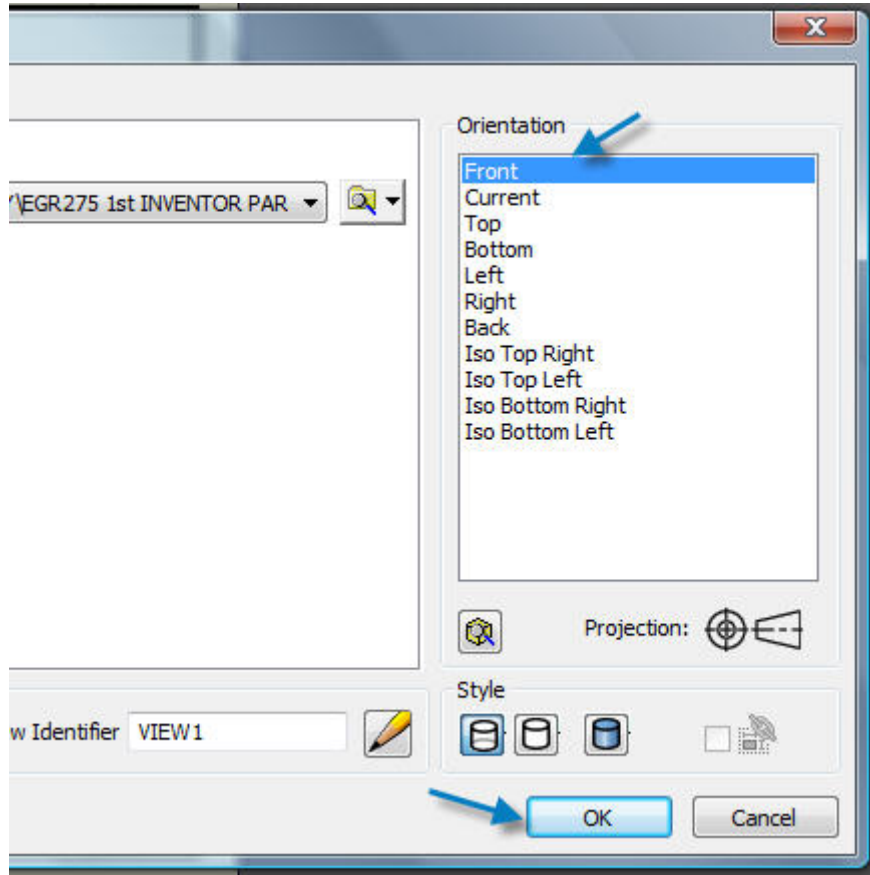 X
Orientation
Front
Current
Top
Bottom
Left
Right
Back
Iso Top Right
Iso Top Left
Iso Bottom Right
Iso Bottom Left
\EGR275 1st INVENTOR PAR
Projection:
Style
w Identifier VIEW1
OK Cancel